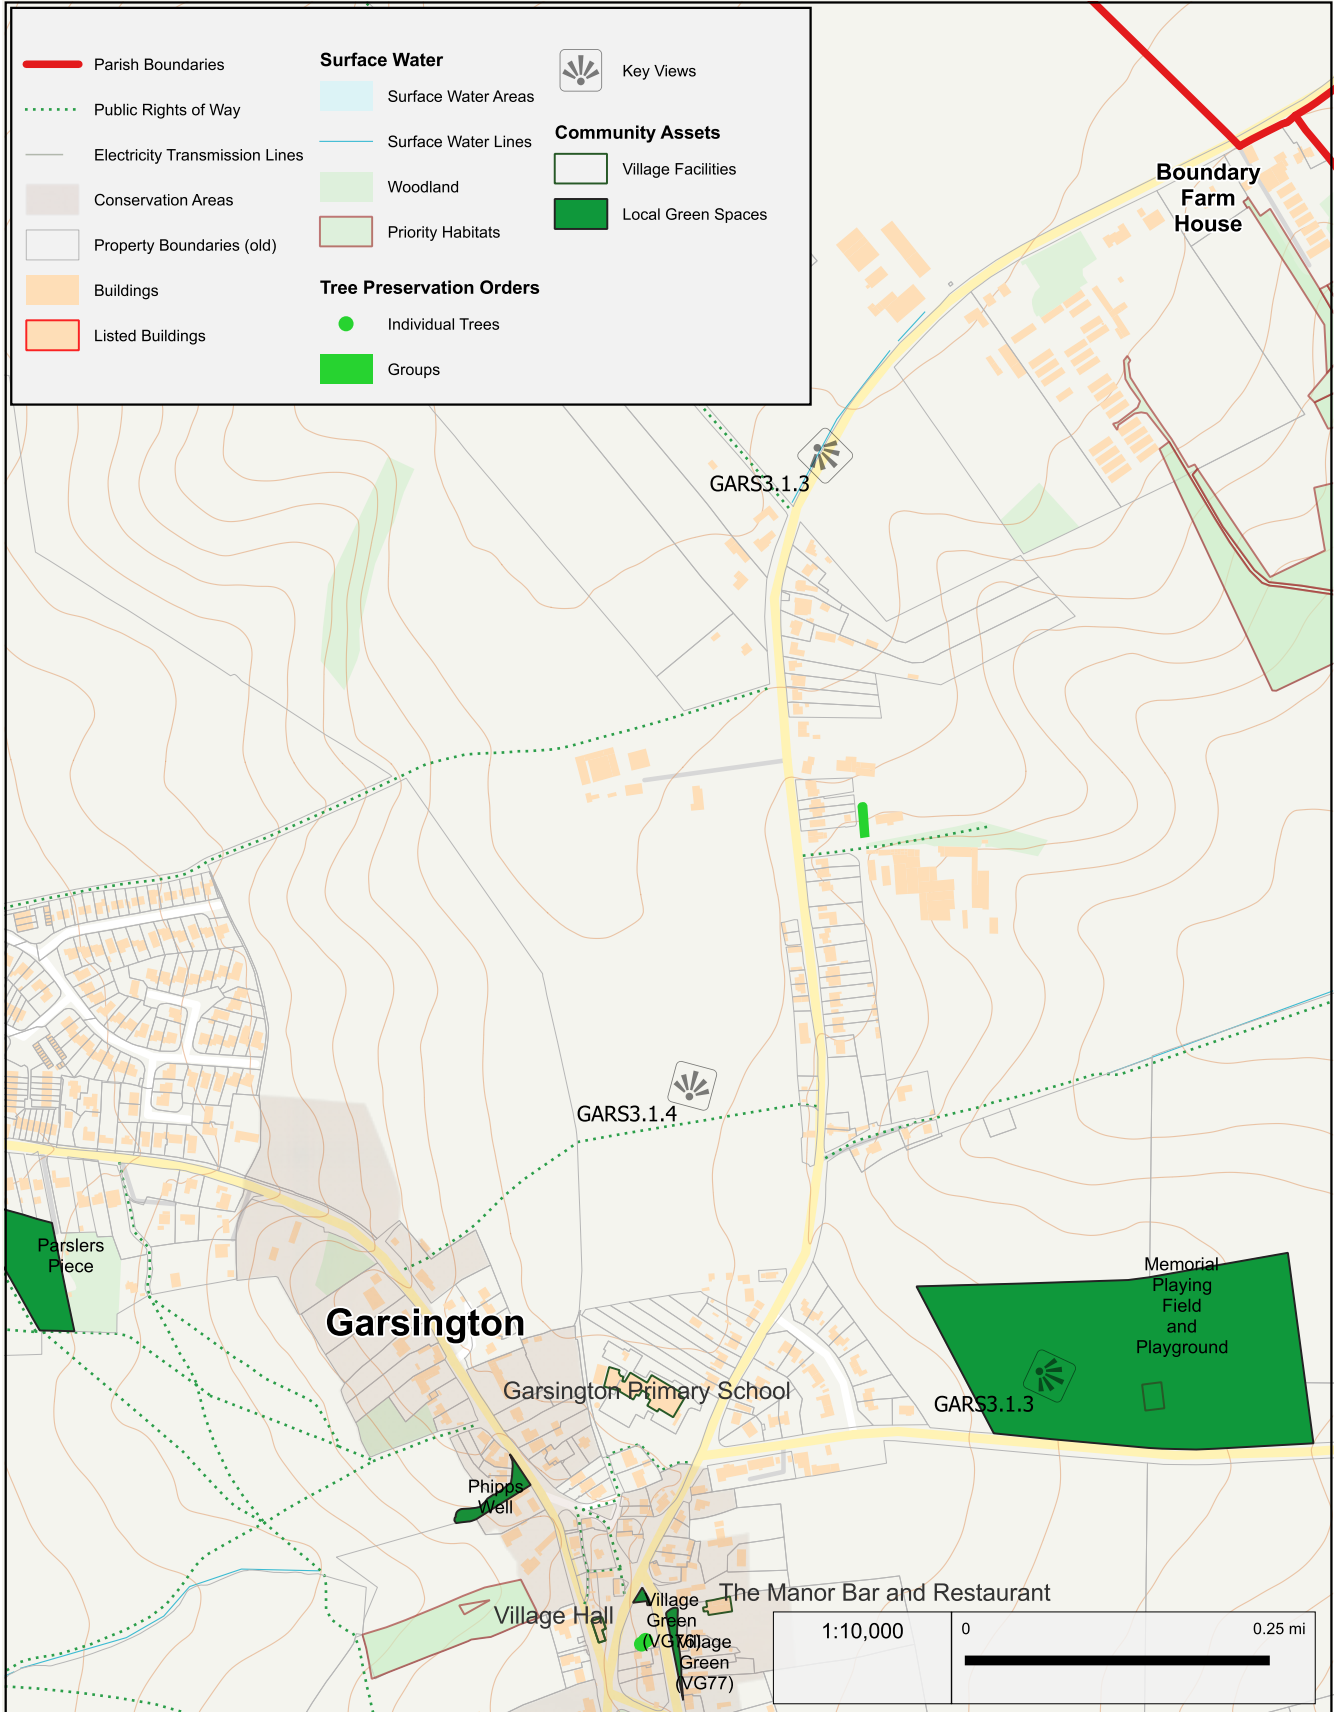 Parish Boundaries
Public Rights of Way
Electricity Transmission Lines
Conservation Areas
Property Boundaries (old)
Buildings
Listed Buildings
Surface Water
Surface Water Areas
Surface Water Lines
Woodland
Priority Habitats
Tree Preservation Orders
Individual Trees
Groups
Key Views
Community Assets
Village Facilities
Local Green Spaces
Boundary
Farm
House
GARS3.1.3
GARS3.1.4
Parslers
Piece
Garsington
Memorial
Playing
Field
and
Playground
GARS3.1.3
Garsington Primary School
Phipps
Well
The Manor Bar and Restaurant
Village Hall
Village
Green
(VG76)
Village
Green
(VG77)
1:10,000
0 0.25 mi